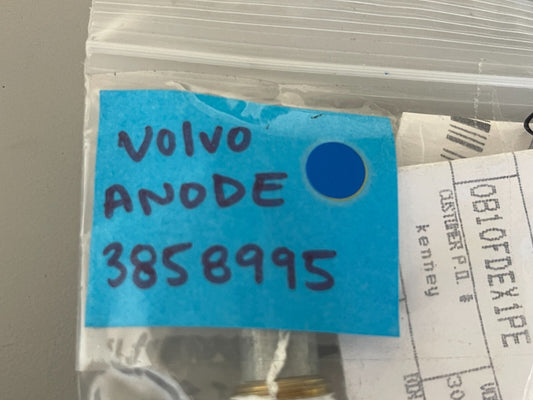 VOLVO
ANODE
3858995
OB10FDEX1PE
CUSTOMER P.O. #
kenney